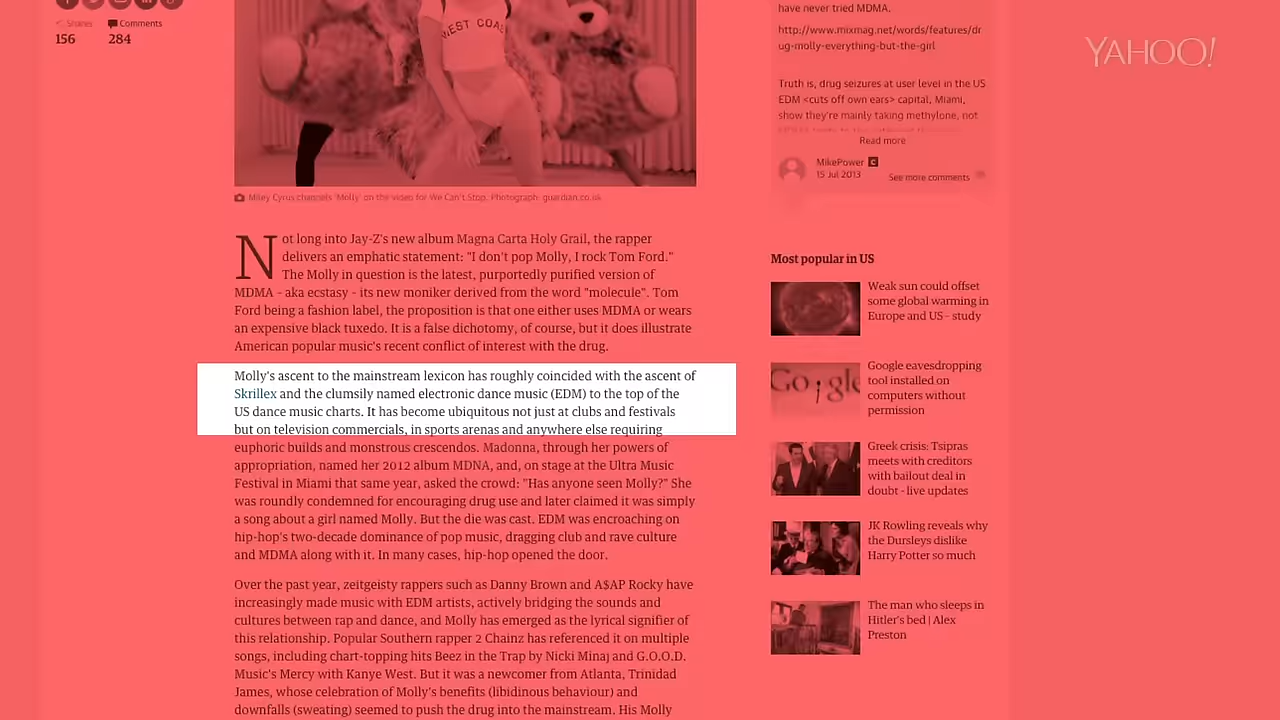 Shares
Comments
156
284
WEST COA
Miley Cyrus channels 'Molly' on the video for We Can't Stop. Photograph: guardian.co.uk
Not long into Jay-Z's new album Magna Carta Holy Grail, the rapper
delivers an emphatic statement: "I don't pop Molly, I rock Tom Ford."
The Molly in question is the latest, purportedly purified version of
MDMA – aka ecstasy – its new moniker derived from the word "molecule". Tom
Ford being a fashion label, the proposition is that one either uses MDMA or wears
an expensive black tuxedo. It is a false dichotomy, of course, but it does illustrate
American popular music's recent conflict of interest with the drug.
Molly's ascent to the mainstream lexicon has roughly coincided with the ascent of
Skrillex and the clumsily named electronic dance music (EDM) to the top of the
US dance music charts. It has become ubiquitous not just at clubs and festivals
but on television commercials, in sports arenas and anywhere else requiring
euphoric builds and monstrous crescendos. Madonna, through her powers of
appropriation, named her 2012 album MDNA, and, on stage at the Ultra Music
Festival in Miami that same year, asked the crowd: "Has anyone seen Molly?" She
was roundly condemned for encouraging drug use and later claimed it was simply
a song about a girl named Molly. But the die was cast. EDM was encroaching on
hip-hop's two-decade dominance of pop music, dragging club and rave culture
and MDMA along with it. In many cases, hip-hop opened the door.
Over the past year, zeitgeisty rappers such as Danny Brown and A$AP Rocky have
increasingly made music with EDM artists, actively bridging the sounds and
cultures between rap and dance, and Molly has emerged as the lyrical signifier of
this relationship. Popular Southern rapper 2 Chainz has referenced it on multiple
songs, including chart-topping hits Beez in the Trap by Nicki Minaj and G.O.O.D.
Music's Mercy with Kanye West. But it was a newcomer from Atlanta, Trinidad
James, whose celebration of Molly's benefits (libidinous behaviour) and
downfalls (sweating) seemed to push the drug into the mainstream. His Molly
have never tried MDMA.
http://www.mixmag.net/words/features/dr
ug-molly-everything-but-the-girl
Truth is, drug seizures at user level in the US
EDM <cuts off own ears> capital, Miami,
show they're mainly taking methylone, not
Read more
MikePower C
15 Jul 2013
See more comments
Most popular in US
Weak sun could offset
some global warming in
Europe and US – study
Google
Google eavesdropping
tool installed on
computers without
permission
Greek crisis: Tsipras
meets with creditors
with bailout deal in
doubt - live updates
JK Rowling reveals why
the Dursleys dislike
Harry Potter so much
The man who sleeps in
Hitler's bed | Alex
Preston
YAHOO!